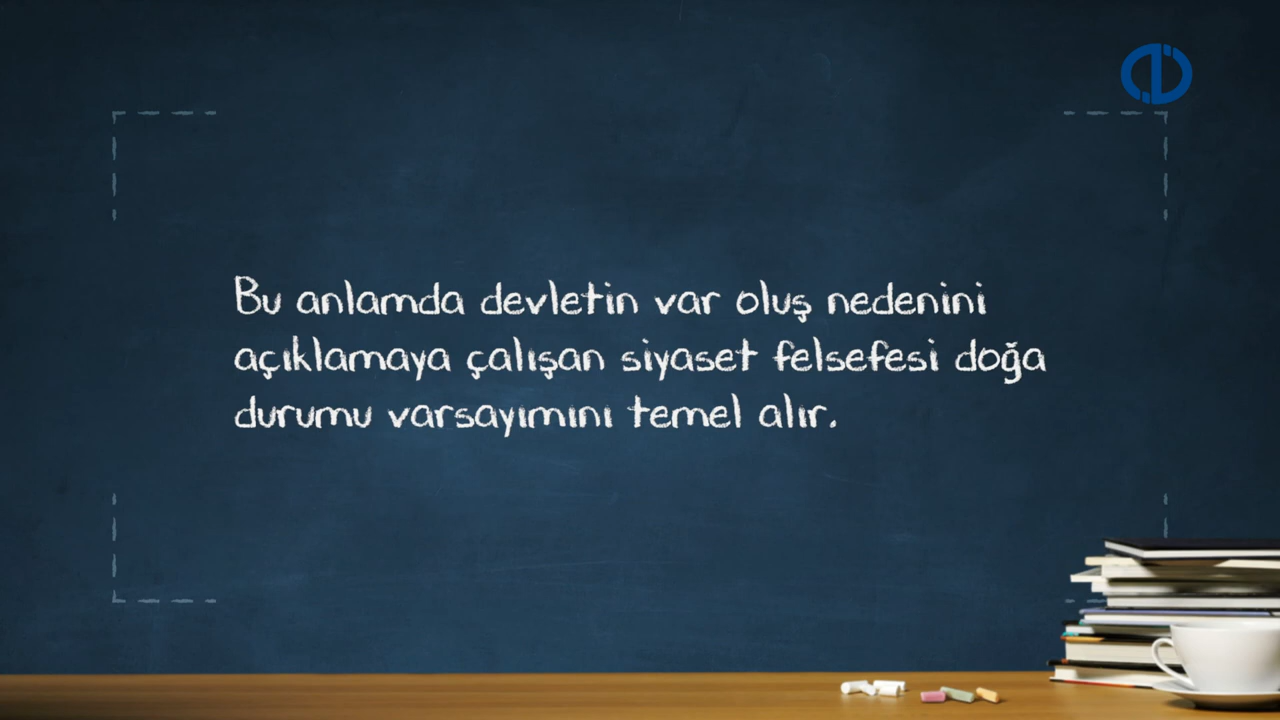 Bu anlamda devletin var oluş nedenini
açıklamaya çalışan siyaset felsefesi doğa
durumu varsayımını temel alır.